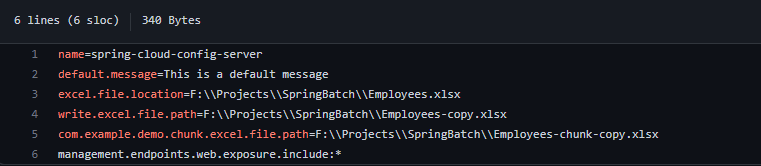 6 lines (6 sloc) 340 Bytes
1 name=spring-cloud-config-server
2 default.message=This is a default message
3 excel.file.location=F:\\Projects\\SpringBatch\\Employees.xlsx
4 write.excel.file.path=F:\\Projects\\SpringBatch\\Employees-copy.xlsx
5 com.example.demo.chunk.excel.file.path=F:\\Projects\\SpringBatch\\Employees-chunk-copy.xlsx
6 management.endpoints.web.exposure.include:*